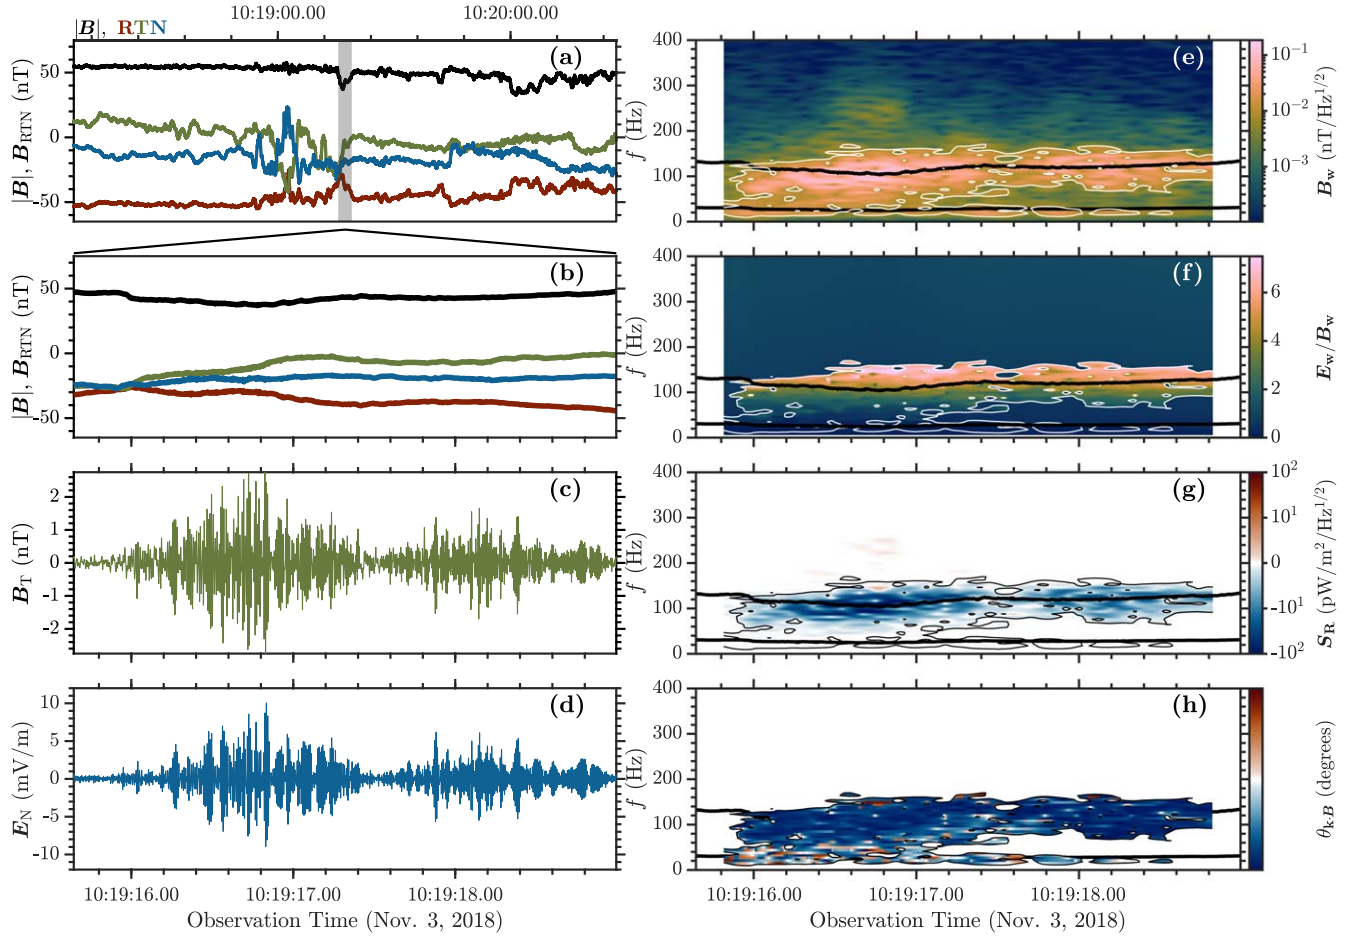 10:19:00.00 10:20:00.00
|B|, RTN
(a)
50
0
-50
|B|, B_RTN (nT)
(b)
50
0
-50
|B|, B_RTN (nT)
(c)
2
1
0
-1
-2
B_T (nT)
(d)
10
5
0
-5
-10
E_N (mV/m)
10:19:16.00 10:19:17.00 10:19:18.00
Observation Time (Nov. 3, 2018)
(e)
400
300
200
100
0
f (Hz)
10^-1
10^-2
10^-3
B_w (nT/Hz^1/2)
(f)
400
300
200
100
0
f (Hz)
6
4
2
0
E_w/B_w
(g)
400
300
200
100
0
f (Hz)
10^2
10^1
0
-10^1
-10^2
S_R (pW/m^2/Hz^1/2)
(h)
400
300
200
100
0
f (Hz)
θ_kB (degrees)
10:19:16.00 10:19:17.00 10:19:18.00
Observation Time (Nov. 3, 2018)